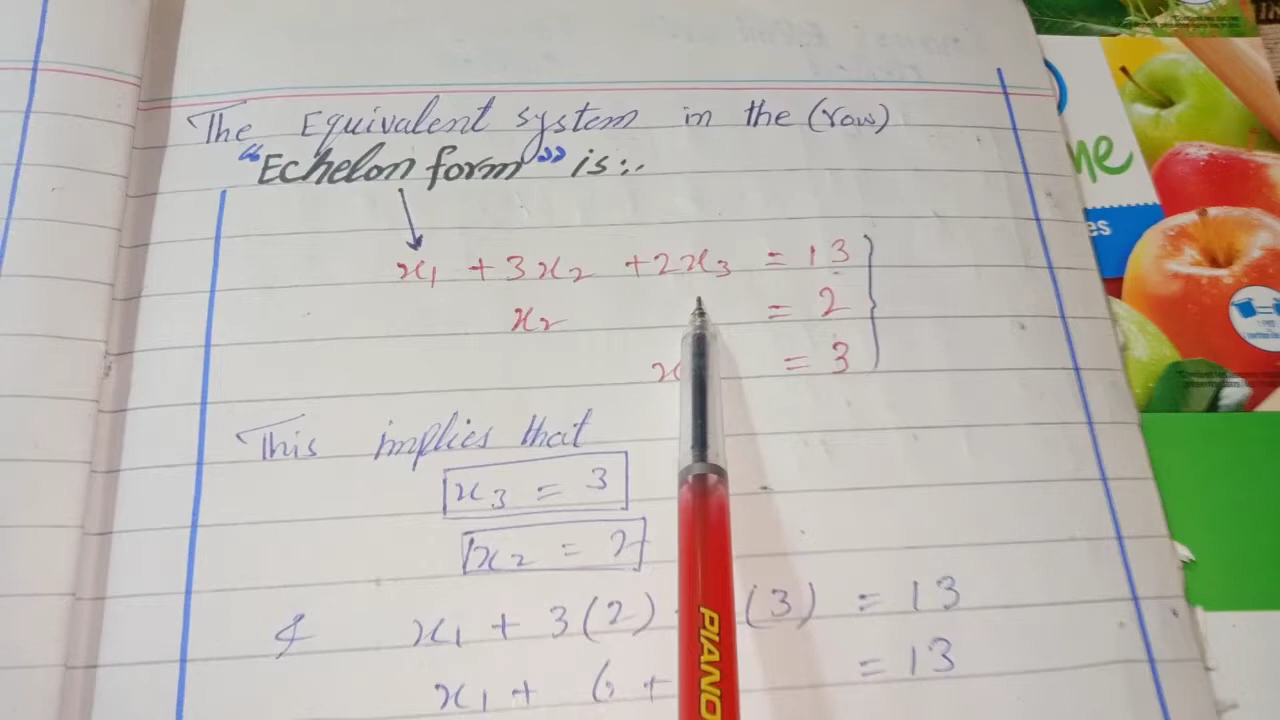 The Equivalent system in the (row)
"Echelon form" is:.
x₁ + 3x₂ + 2x₃ = 13
x₂ = 2
x = 3
This implies that
x₃ = 3
x₂ = 2
& x₁ + 3(2) (3) = 13
x₁ + 6 + = 13
PIANO
es